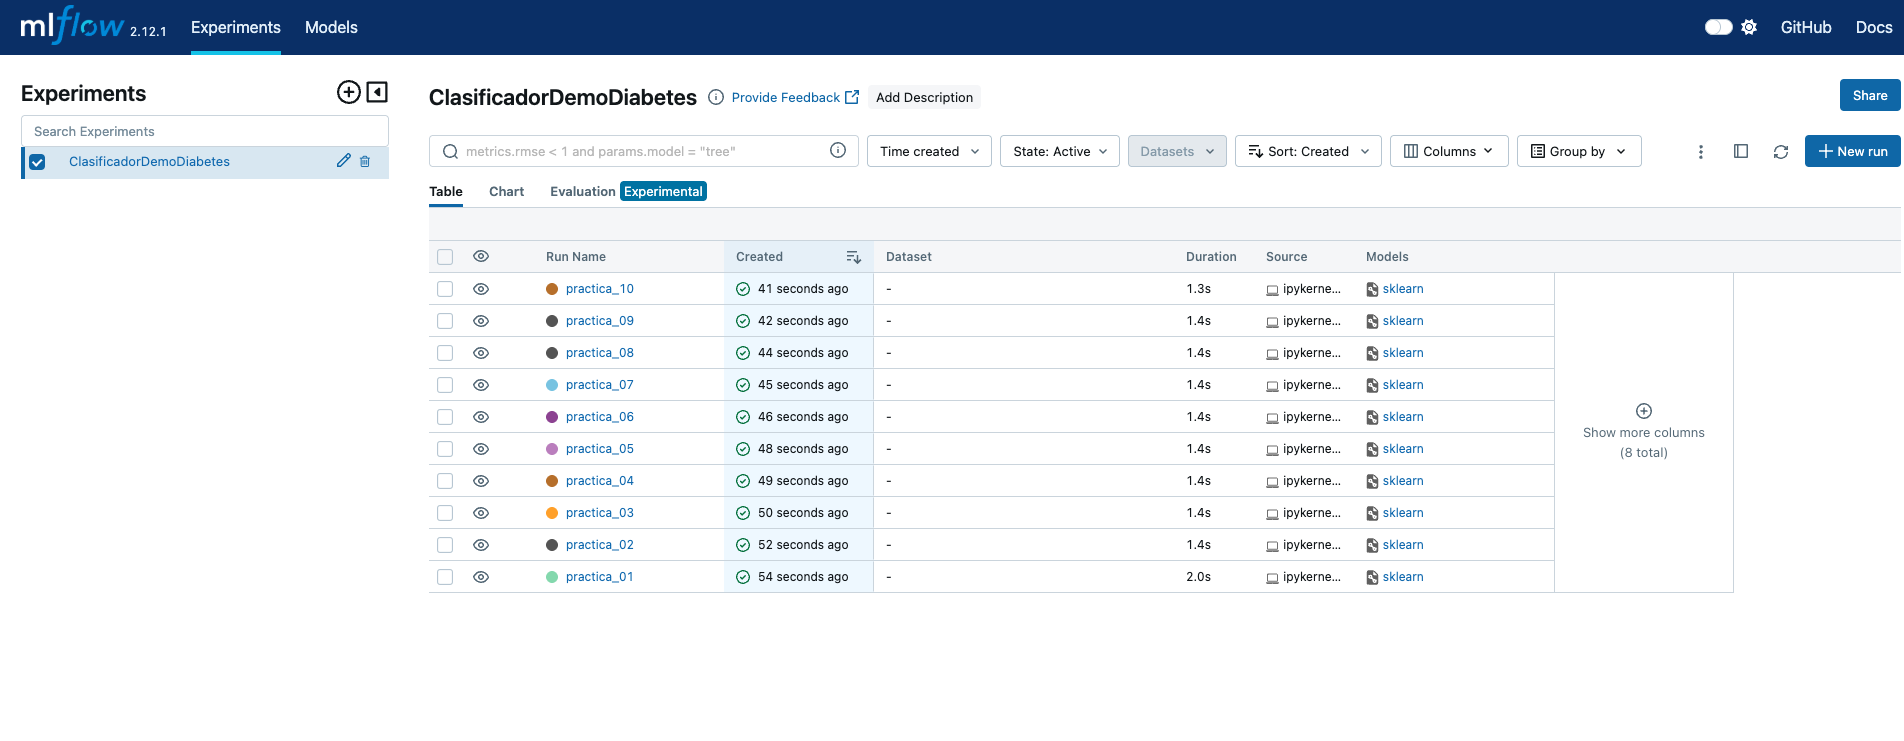 mlflow 2.12.1 Experiments Models GitHub Docs
Experiments
Search Experiments
ClasificadorDemoDiabetes
ClasificadorDemoDiabetes Provide Feedback Add Description Share
metrics.rmse < 1 and params.model = "tree" Time created State: Active Datasets Sort: Created Columns Group by New run
Table Chart Evaluation Experimental
Run Name Created Dataset Duration Source Models
practica_10 41 seconds ago - 1.3s ipykerne... sklearn
practica_09 42 seconds ago - 1.4s ipykerne... sklearn
practica_08 44 seconds ago - 1.4s ipykerne... sklearn
practica_07 45 seconds ago - 1.4s ipykerne... sklearn
practica_06 46 seconds ago - 1.4s ipykerne... sklearn
practica_05 48 seconds ago - 1.4s ipykerne... sklearn
practica_04 49 seconds ago - 1.4s ipykerne... sklearn
practica_03 50 seconds ago - 1.4s ipykerne... sklearn
practica_02 52 seconds ago - 1.4s ipykerne... sklearn
practica_01 54 seconds ago - 2.0s ipykerne... sklearn
Show more columns
(8 total)